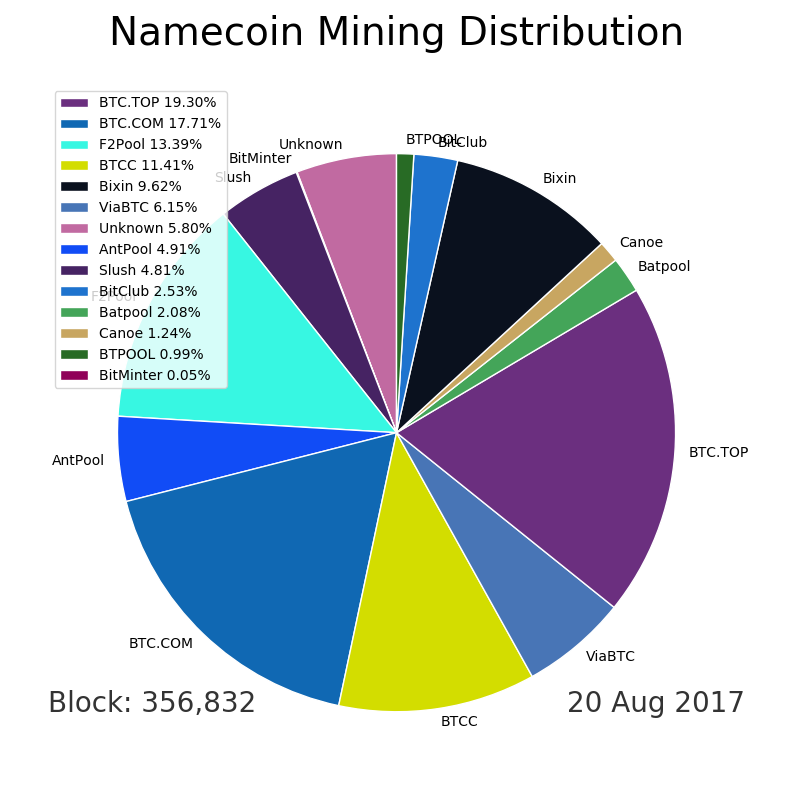 Namecoin Mining Distribution
BTC.TOP 19.30%
BTC.COM 17.71%
F2Pool 13.39%
BTCC 11.41%
Bixin 9.62%
ViaBTC 6.15%
Unknown 5.80%
AntPool 4.91%
Slush 4.81%
BitClub 2.53%
Batpool 2.08%
Canoe 1.24%
BTPOOL 0.99%
BitMinter 0.05%
BTPOOL
BitClub
Unknown
BitMinter
Slush
Bixin
Canoe
Batpool
F2Pool
BTC.TOP
AntPool
BTC.COM
ViaBTC
BTCC
Block: 356,832
20 Aug 2017